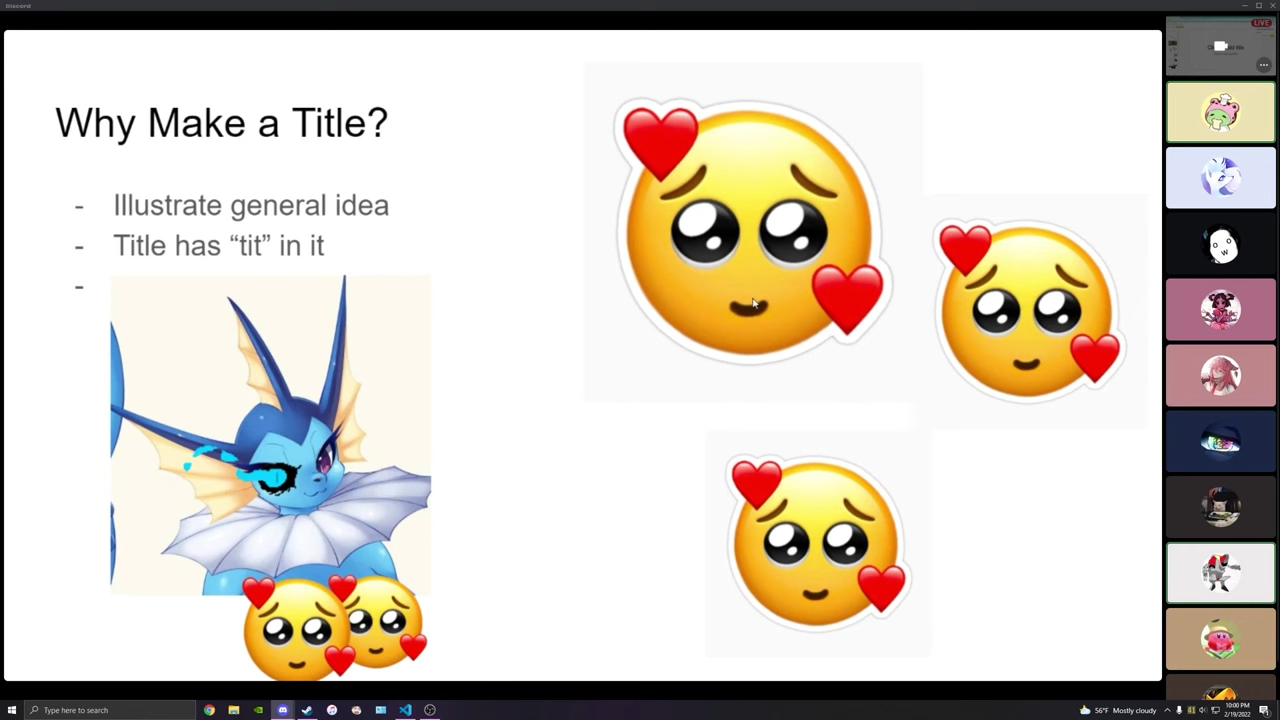 Discord
LIVE
Why Make a Title?
- Illustrate general idea
- Title has “tit” in it
-
Type here to search
56°F Mostly cloudy
10:00 PM
2/19/2022